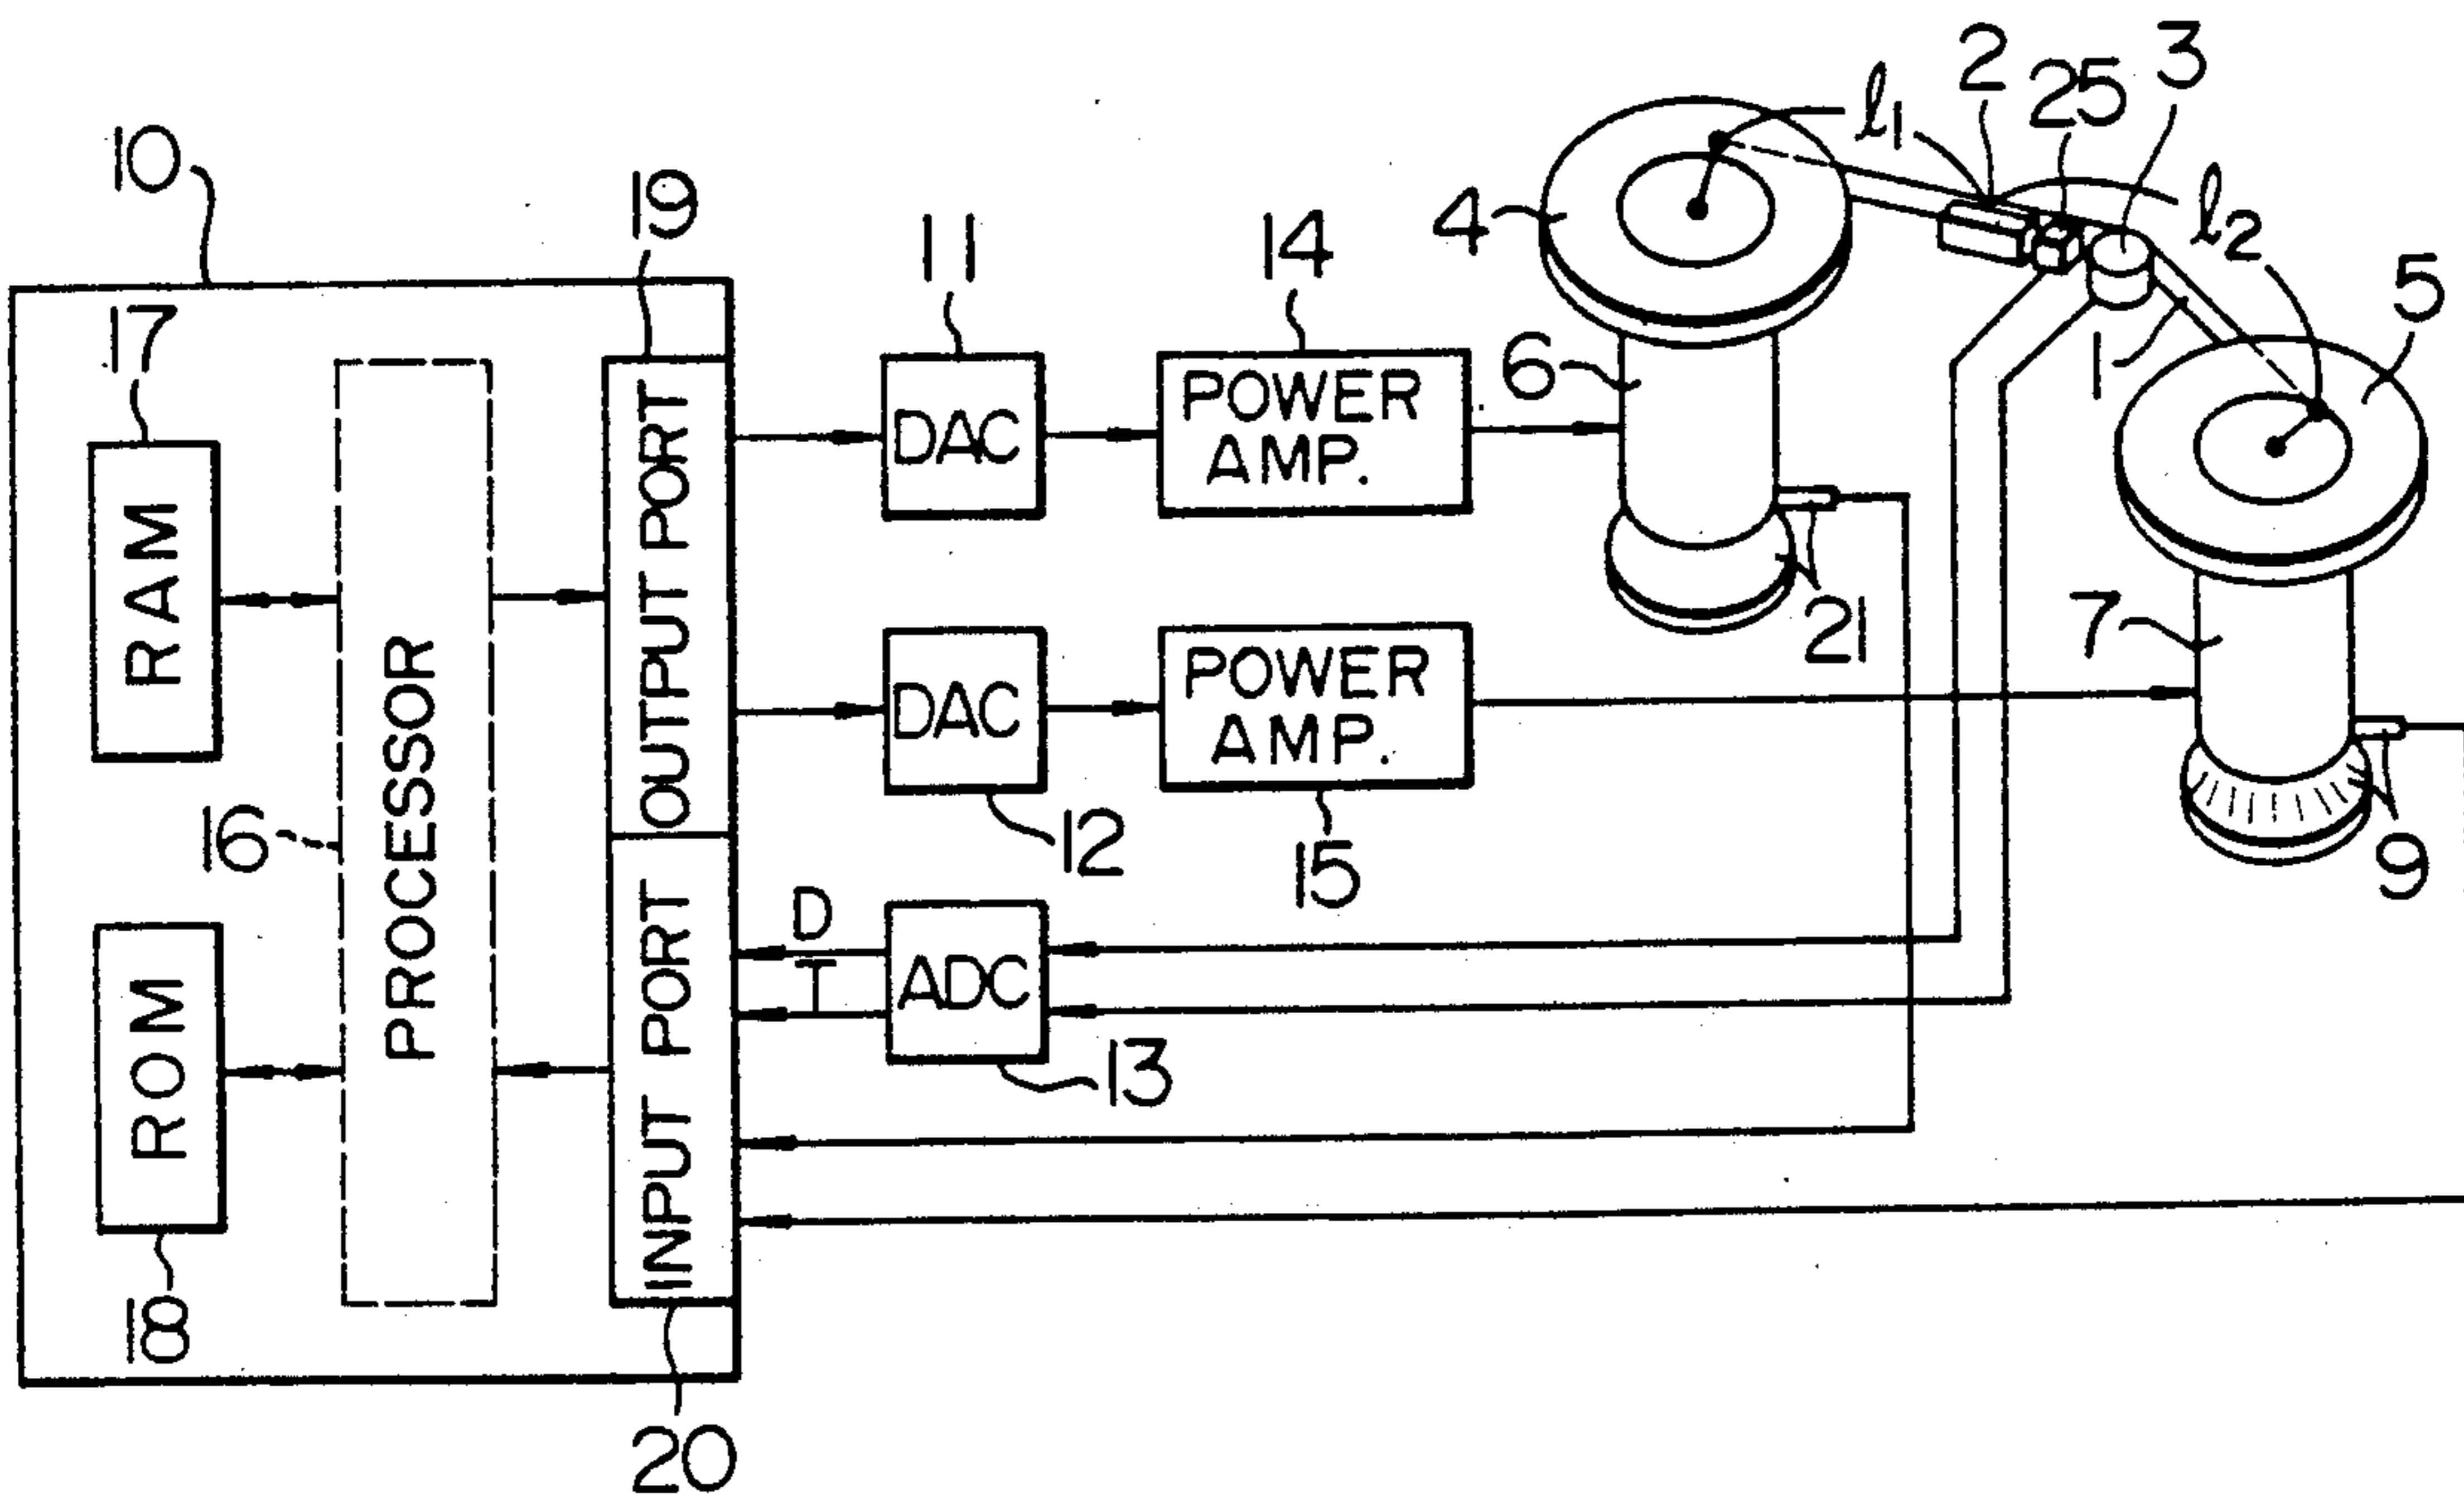 2
25
3
l1
l2
10
19
11
14
4
5
17
6
1
DAC
POWER
AMP.
OUTPUT PORT
RAM
21
7
PROCESSOR
DAC
POWER
AMP.
16
12
15
9
D
T
ADC
INPUT PORT
ROM
13
18
20